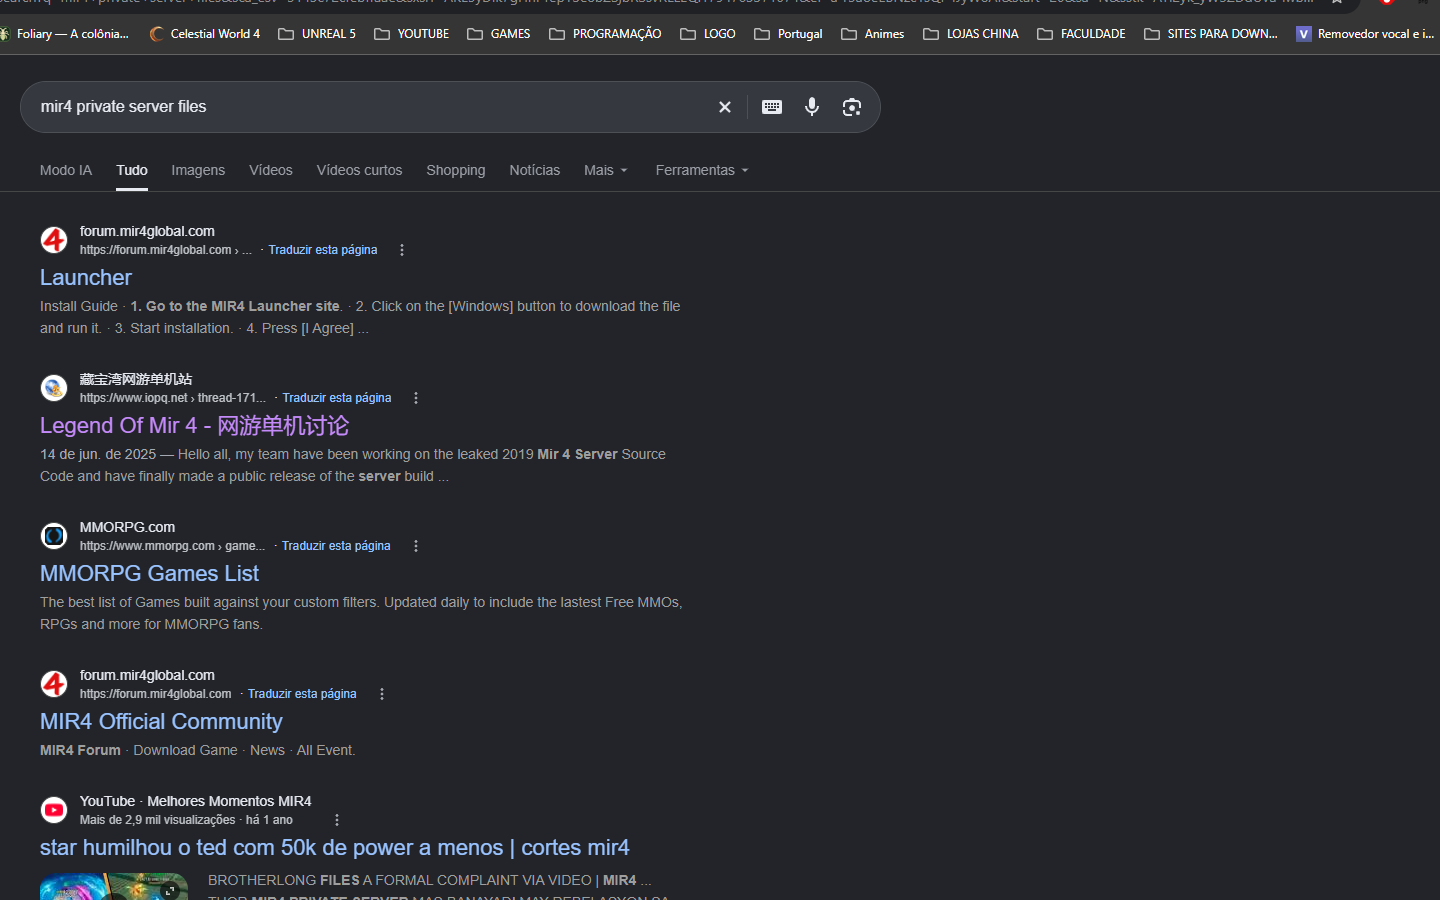 Foliary — A colônia...
Celestial World 4
UNREAL 5
YOUTUBE
GAMES
PROGRAMAÇÃO
LOGO
Portugal
Animes
LOJAS CHINA
FACULDADE
SITES PARA DOWN...
V
Removedor vocal e i...
mir4 private server files
Modo IA
Tudo
Imagens
Vídeos
Vídeos curtos
Shopping
Notícias
Mais
Ferramentas
forum.mir4global.com
https://forum.mir4global.com › ... · Traduzir esta página
Launcher
Install Guide · 1. Go to the MIR4 Launcher site. · 2. Click on the [Windows] button to download the file
and run it. · 3. Start installation. · 4. Press [I Agree] ...
藏宝湾网游单机站
https://www.iopq.net › thread-171... · Traduzir esta página
Legend Of Mir 4 - 网游单机讨论
14 de jun. de 2025 — Hello all, my team have been working on the leaked 2019 Mir 4 Server Source
Code and have finally made a public release of the server build ...
MMORPG.com
https://www.mmorpg.com › game... · Traduzir esta página
MMORPG Games List
The best list of Games built against your custom filters. Updated daily to include the lastest Free MMOs,
RPGs and more for MMORPG fans.
forum.mir4global.com
https://forum.mir4global.com · Traduzir esta página
MIR4 Official Community
MIR4 Forum · Download Game · News · All Event.
YouTube · Melhores Momentos MIR4
Mais de 2,9 mil visualizações · há 1 ano
star humilhou o ted com 50k de power a menos | cortes mir4
BROTHERLONG FILES A FORMAL COMPLAINT VIA VIDEO | MIR4 ...